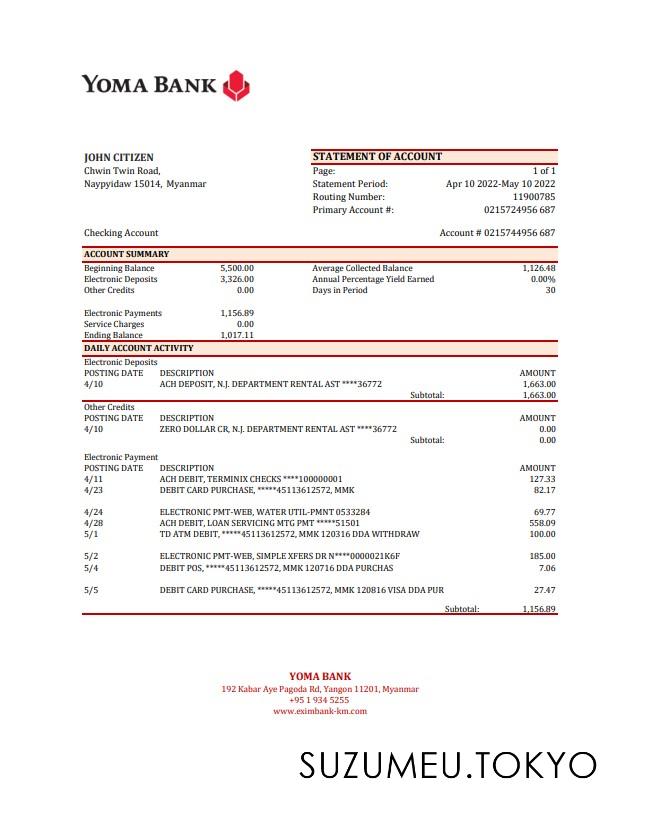 YOMA BANK
JOHN CITIZEN
Chwin Twin Road,
Naypyidaw 15014, Myanmar
STATEMENT OF ACCOUNT
Page: 1 of 1
Statement Period: Apr 10 2022-May 10 2022
Routing Number: 11900785
Primary Account #: 0215724956 687
Checking Account Account # 0215744956 687
ACCOUNT SUMMARY
Beginning Balance 5,500.00 Average Collected Balance 1,126.48
Electronic Deposits 3,326.00 Annual Percentage Yield Earned 0.00%
Other Credits 0.00 Days in Period 30
Electronic Payments 1,156.89
Service Charges 0.00
Ending Balance 1,017.11
DAILY ACCOUNT ACTIVITY
Electronic Deposits
POSTING DATE DESCRIPTION AMOUNT
4/10 ACH DEPOSIT, N.J. DEPARTMENT RENTAL AST ****36772 1,663.00
Subtotal: 1,663.00
Other Credits
POSTING DATE DESCRIPTION AMOUNT
4/10 ZERO DOLLAR CR, N.J. DEPARTMENT RENTAL AST ****36772 0.00
Subtotal: 0.00
Electronic Payment
POSTING DATE DESCRIPTION AMOUNT
4/11 ACH DEBIT, TERMINIX CHECKS ****100000001 127.33
4/23 DEBIT CARD PURCHASE, *****45113612572, MMK 82.17
4/24 ELECTRONIC PMT-WEB, WATER UTIL-PMNT 0533284 69.77
4/28 ACH DEBIT, LOAN SERVICING MTG PMT *****51501 558.09
5/1 TD ATM DEBIT, *****45113612572, MMK 120316 DDA WITHDRAW 100.00
5/2 ELECTRONIC PMT-WEB, SIMPLE XFERS DR N****0000021K6F 185.00
5/4 DEBIT POS, *****45113612572, MMK 120716 DDA PURCHAS 7.06
5/5 DEBIT CARD PURCHASE, *****45113612572, MMK 120816 VISA DDA PUR 27.47
Subtotal: 1,156.89
YOMA BANK
192 Kabar Aye Pagoda Rd, Yangon 11201, Myanmar
+95 1 934 5255
www.eximbank-km.com
SUZUMEU.TOKYO